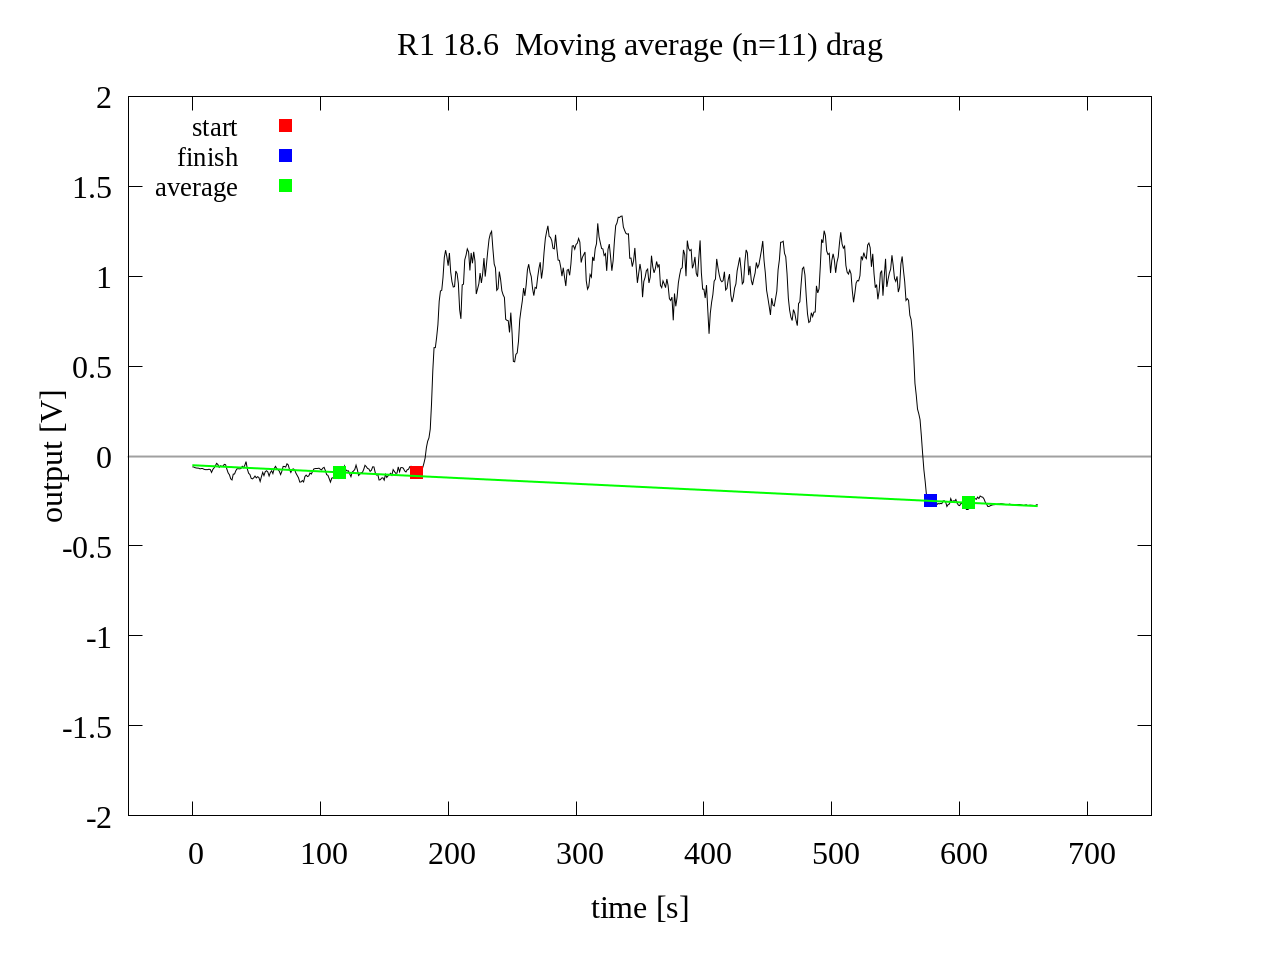 R1 18.6  Moving average (n=11) drag
start
finish
average
2
1.5
1
0.5
0
-0.5
-1
-1.5
-2
output [V]
0 100 200 300 400 500 600 700
time [s]